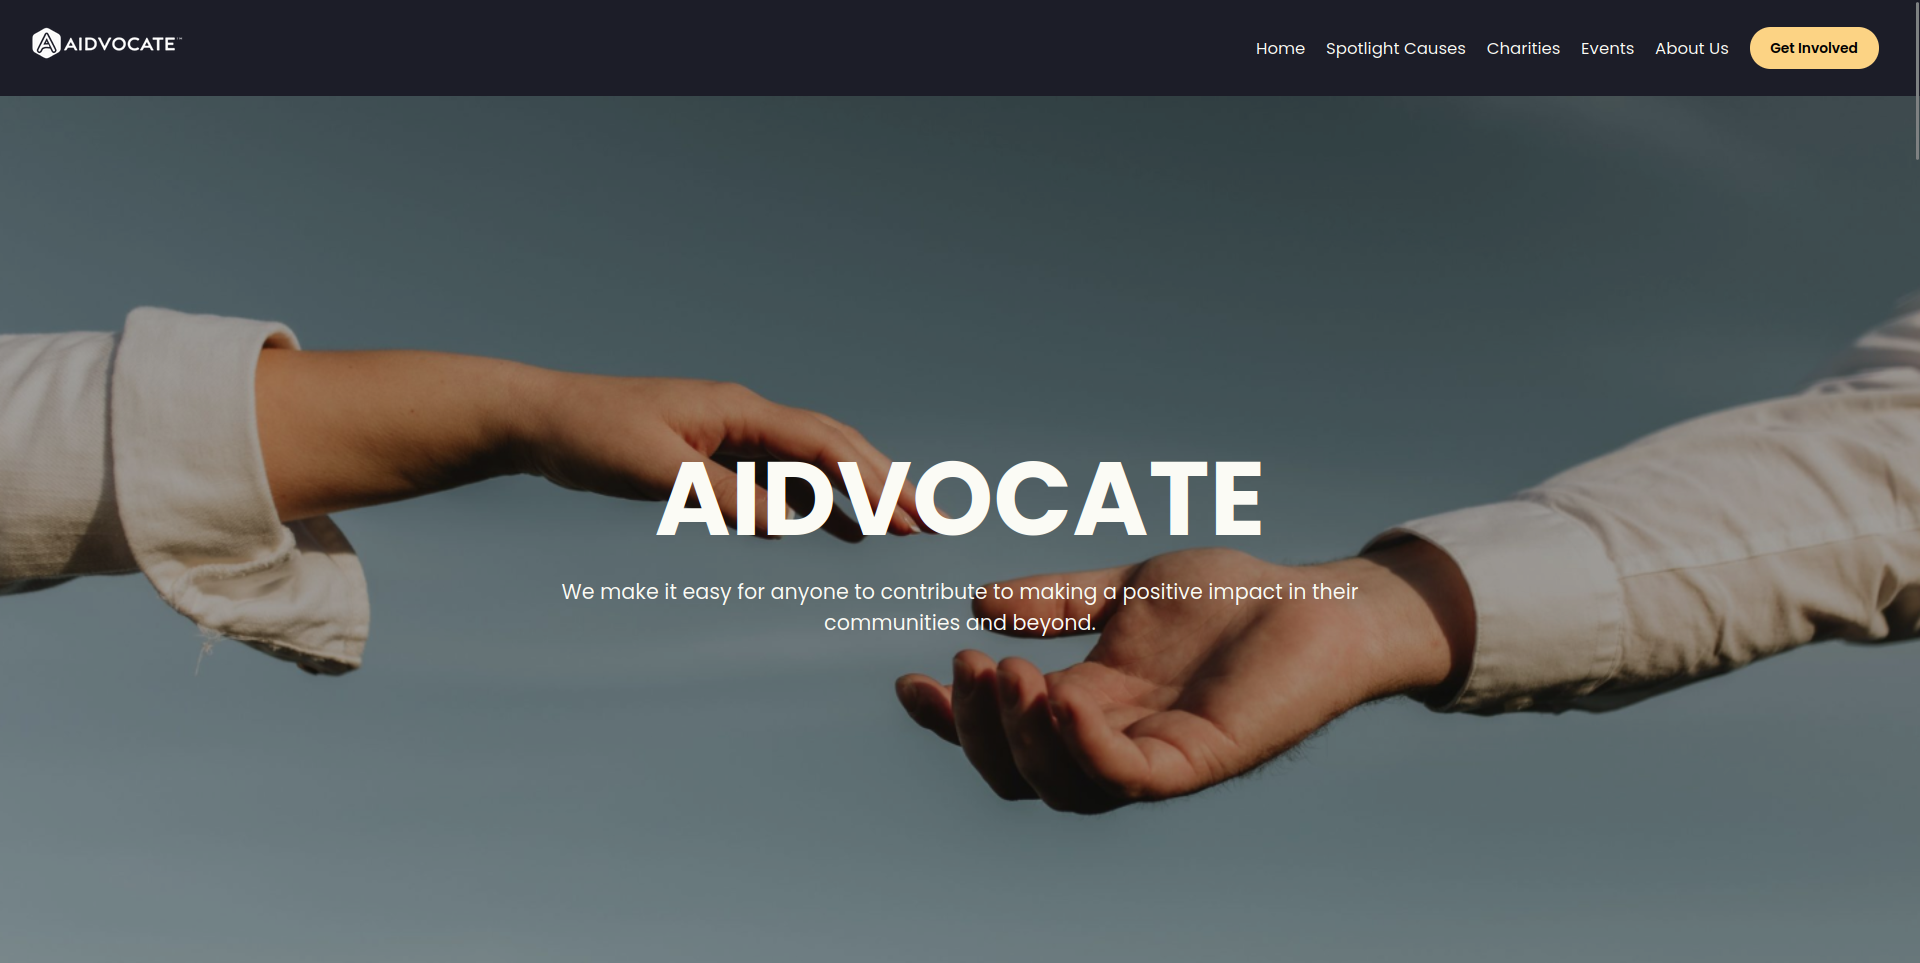 AIDVOCATE
Home Spotlight Causes Charities Events About Us Get Involved
AIDVOCATE
We make it easy for anyone to contribute to making a positive impact in their
communities and beyond.